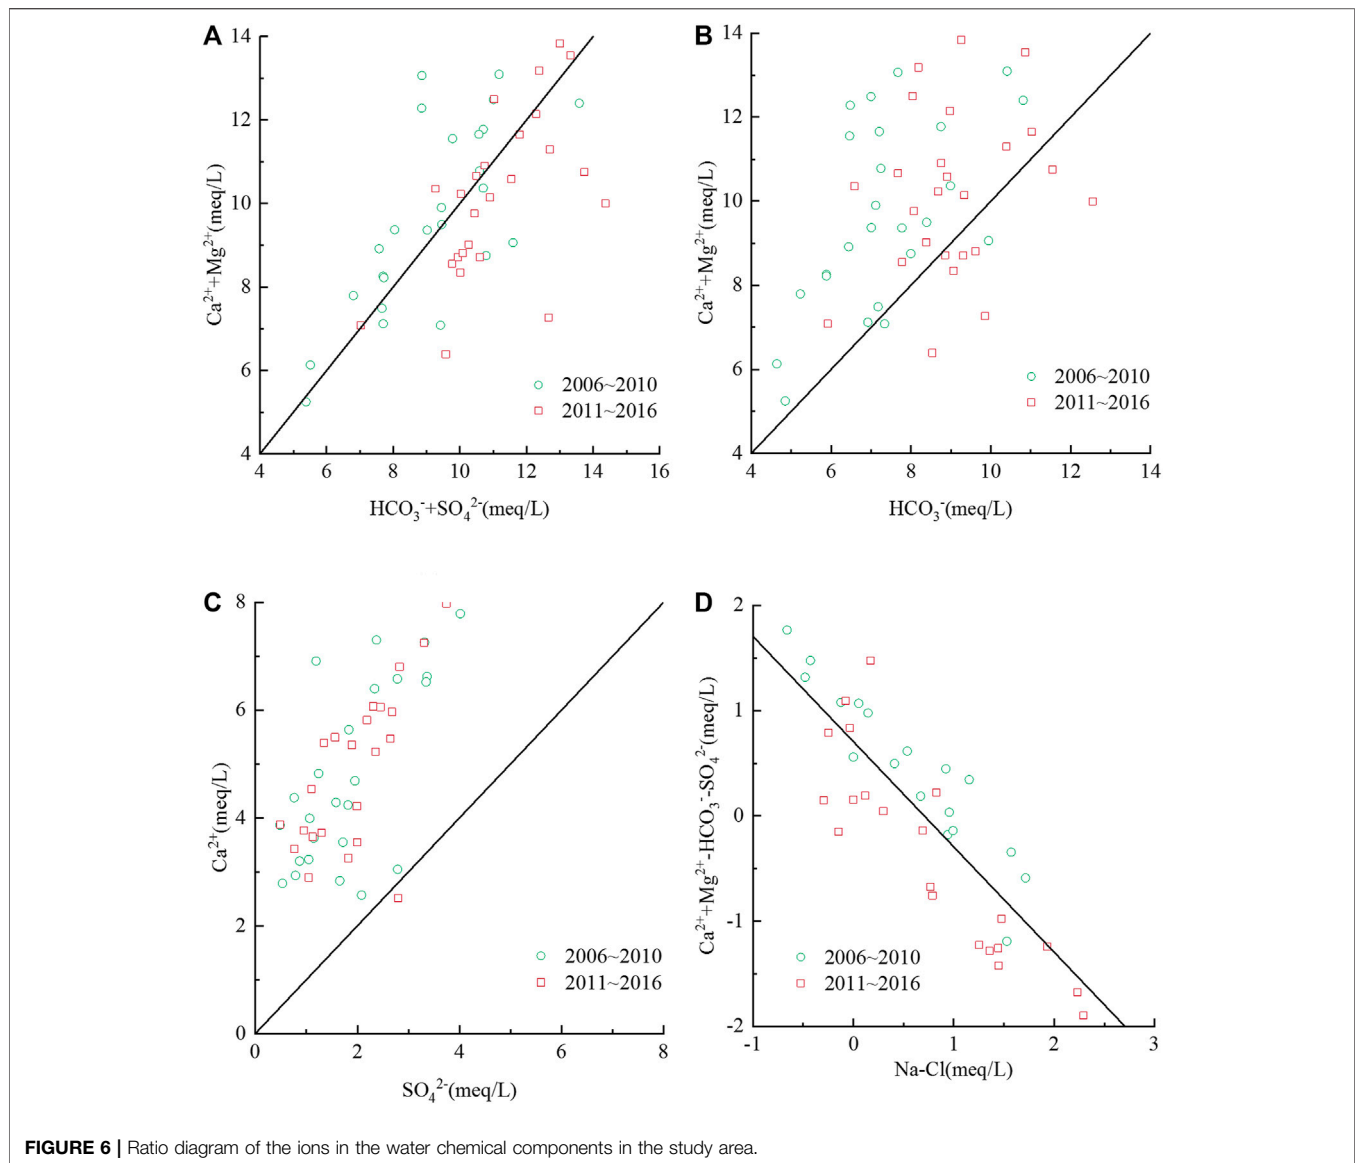 A
14
12
10
8
6
4
4 6 8 10 12 14 16
Ca²⁺+Mg²⁺(meq/L)
HCO₃⁻+SO₄²⁻(meq/L)
2006~2010
2011~2016
B
14
12
10
8
6
4
4 6 8 10 12 14
Ca²⁺+Mg²⁺(meq/L)
HCO₃⁻(meq/L)
2006~2010
2011~2016
C
8
6
4
2
0
0 2 4 6 8
Ca²⁺(meq/L)
SO₄²⁻(meq/L)
2006~2010
2011~2016
D
2
1
0
-1
-2
-1 0 1 2 3
Ca²⁺+Mg²⁺-HCO₃⁻-SO₄²⁻(meq/L)
Na-Cl(meq/L)
2006~2010
2011~2016
FIGURE 6 | Ratio diagram of the ions in the water chemical components in the study area.